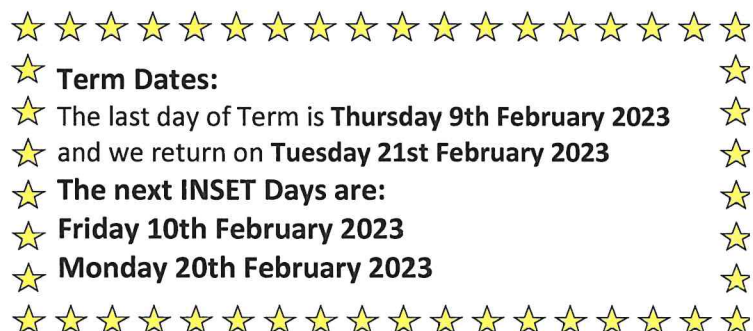 Term Dates:
The last day of Term is Thursday 9th February 2023
and we return on Tuesday 21st February 2023
The next INSET Days are:
Friday 10th February 2023
Monday 20th February 2023